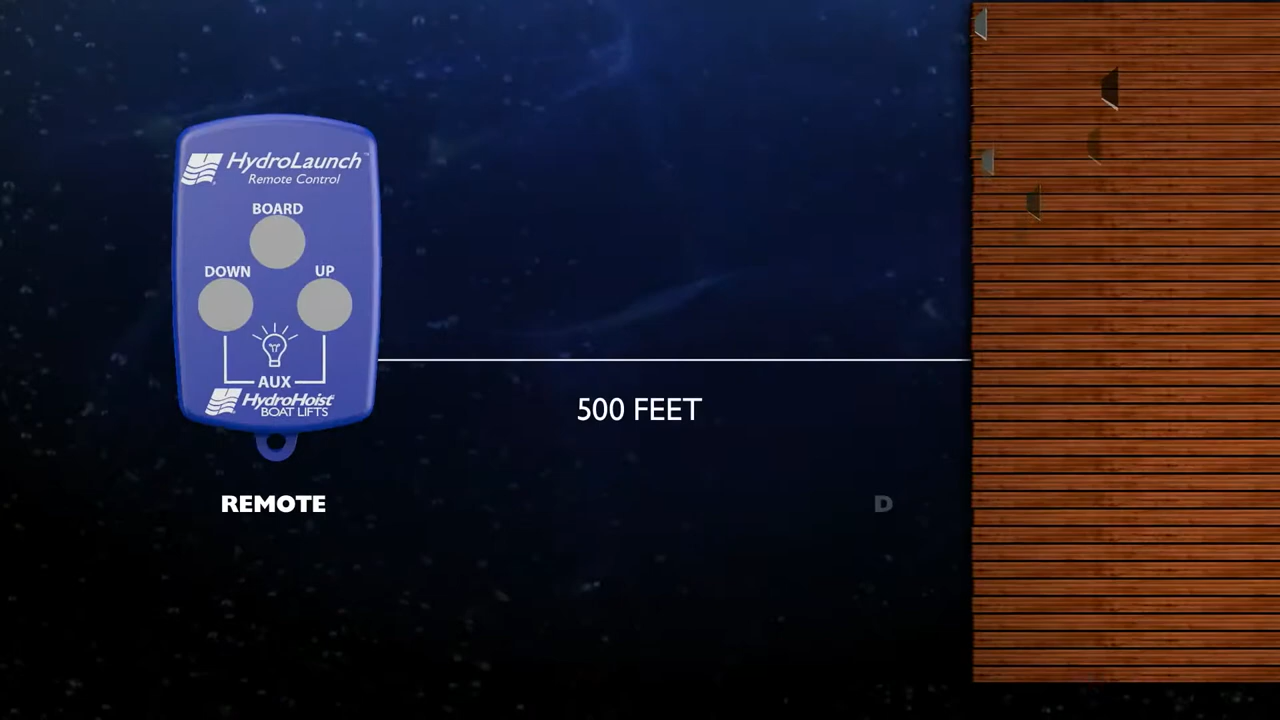 HydroLaunch™
Remote Control
BOARD
DOWN
UP
AUX
HydroHoist®
BOAT LIFTS
500 FEET
REMOTE
D